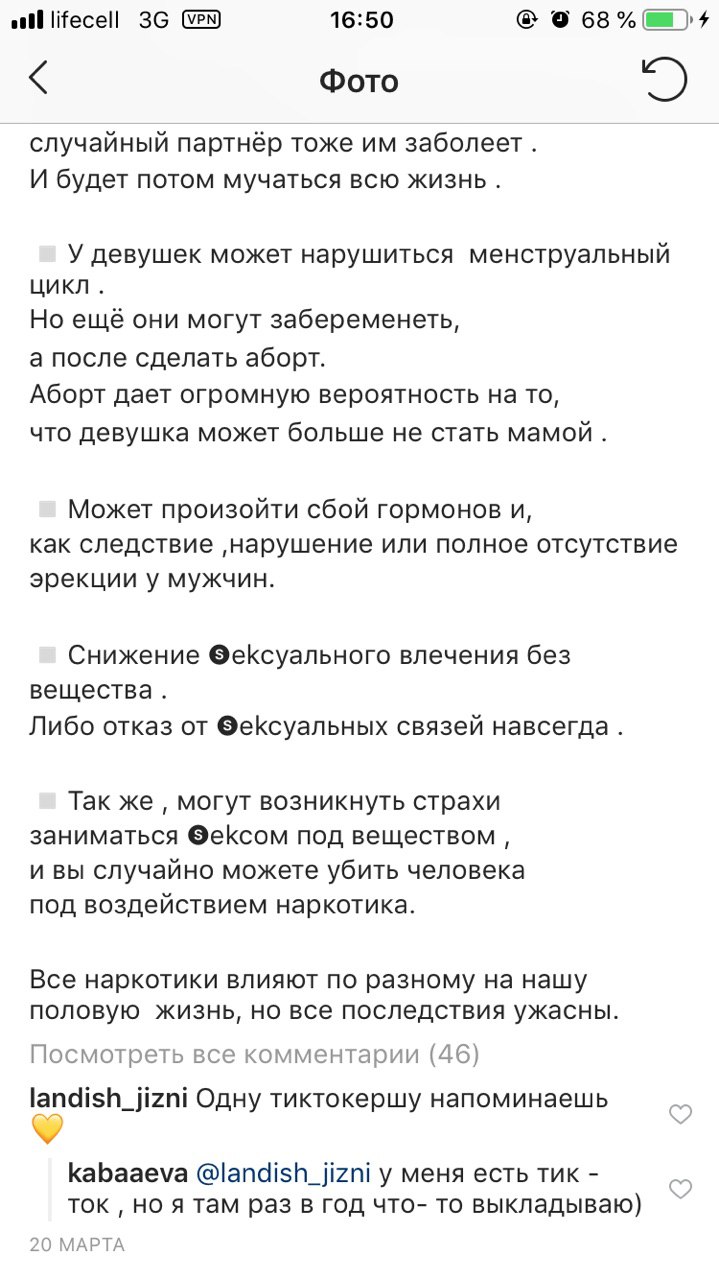 lifecell 3G VPN 16:50 68 %
Фото
случайный партнёр тоже им заболеет .
И будет потом мучаться всю жизнь .
◽ У девушек может нарушиться менструальный
цикл .
Но ещё они могут забеременеть,
а после сделать аборт.
Аборт дает огромную вероятность на то,
что девушка может больше не стать мамой .
◽ Может произойти сбой гормонов и,
как следствие ,нарушение или полное отсутствие
эрекции у мужчин.
◽ Снижение 🅢ekсуального влечения без
вещества .
Либо отказ от 🅢ekсуальных связей навсегда .
◽ Так же , могут возникнуть страхи
заниматься 🅢ekсом под веществом ,
и вы случайно можете убить человека
под воздействием наркотика.
Все наркотики влияют по разному на нашу
половую жизнь, но все последствия ужасны.
Посмотреть все комментарии (46)
landish_jizni Одну тиктокершу напоминаешь
💛
kabaaeva @landish_jizni у меня есть тик -
ток , но я там раз в год что- то выкладываю)
20 МАРТА